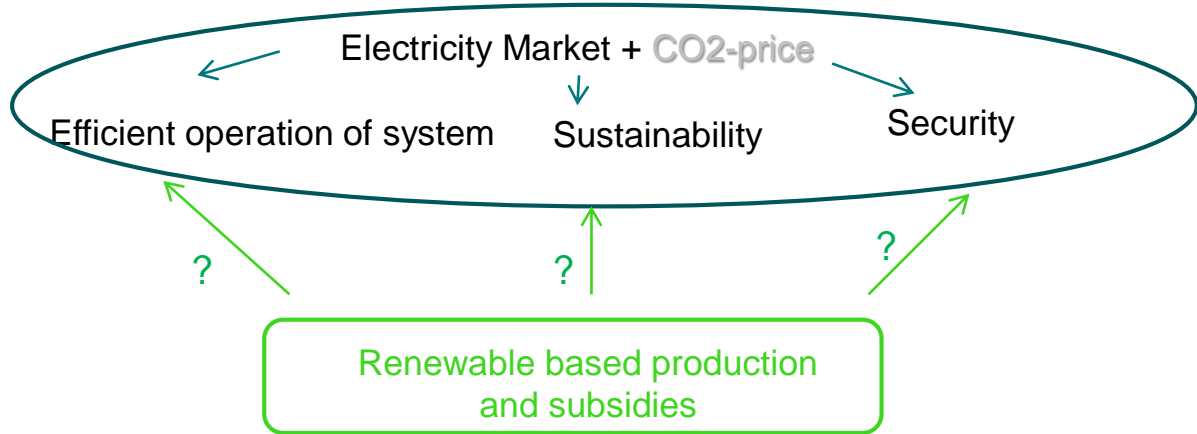 Electricity Market + CO2-price
Efficient operation of system
Sustainability
Security
?
?
?
Renewable based production
and subsidies